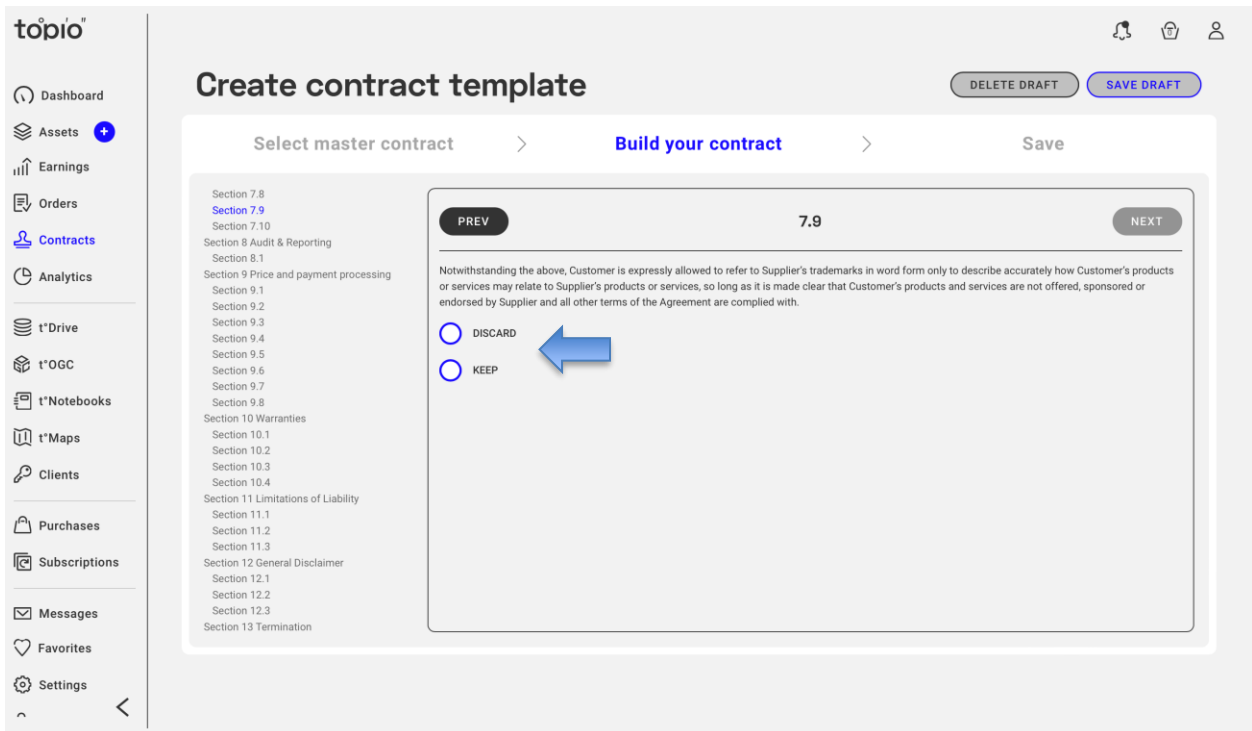 topio
Dashboard
Assets +
Earnings
Orders
Contracts
Analytics
t°Drive
t°OGC
t°Notebooks
t°Maps
Clients
Purchases
Subscriptions
Messages
Favorites
Settings
0
Create contract template
DELETE DRAFT
SAVE DRAFT
Select master contract
Build your contract
Save
Section 7.8
Section 7.9
Section 7.10
Section 8 Audit & Reporting
Section 8.1
Section 9 Price and payment processing
Section 9.1
Section 9.2
Section 9.3
Section 9.4
Section 9.5
Section 9.6
Section 9.7
Section 9.8
Section 10 Warranties
Section 10.1
Section 10.2
Section 10.3
Section 10.4
Section 11 Limitations of Liability
Section 11.1
Section 11.2
Section 11.3
Section 12 General Disclaimer
Section 12.1
Section 12.2
Section 12.3
Section 13 Termination
PREV
7.9
NEXT
Notwithstanding the above, Customer is expressly allowed to refer to Supplier's trademarks in word form only to describe accurately how Customer's products
or services may relate to Supplier's products or services, so long as it is made clear that Customer's products and services are not offered, sponsored or
endorsed by Supplier and all other terms of the Agreement are complied with.
DISCARD
KEEP